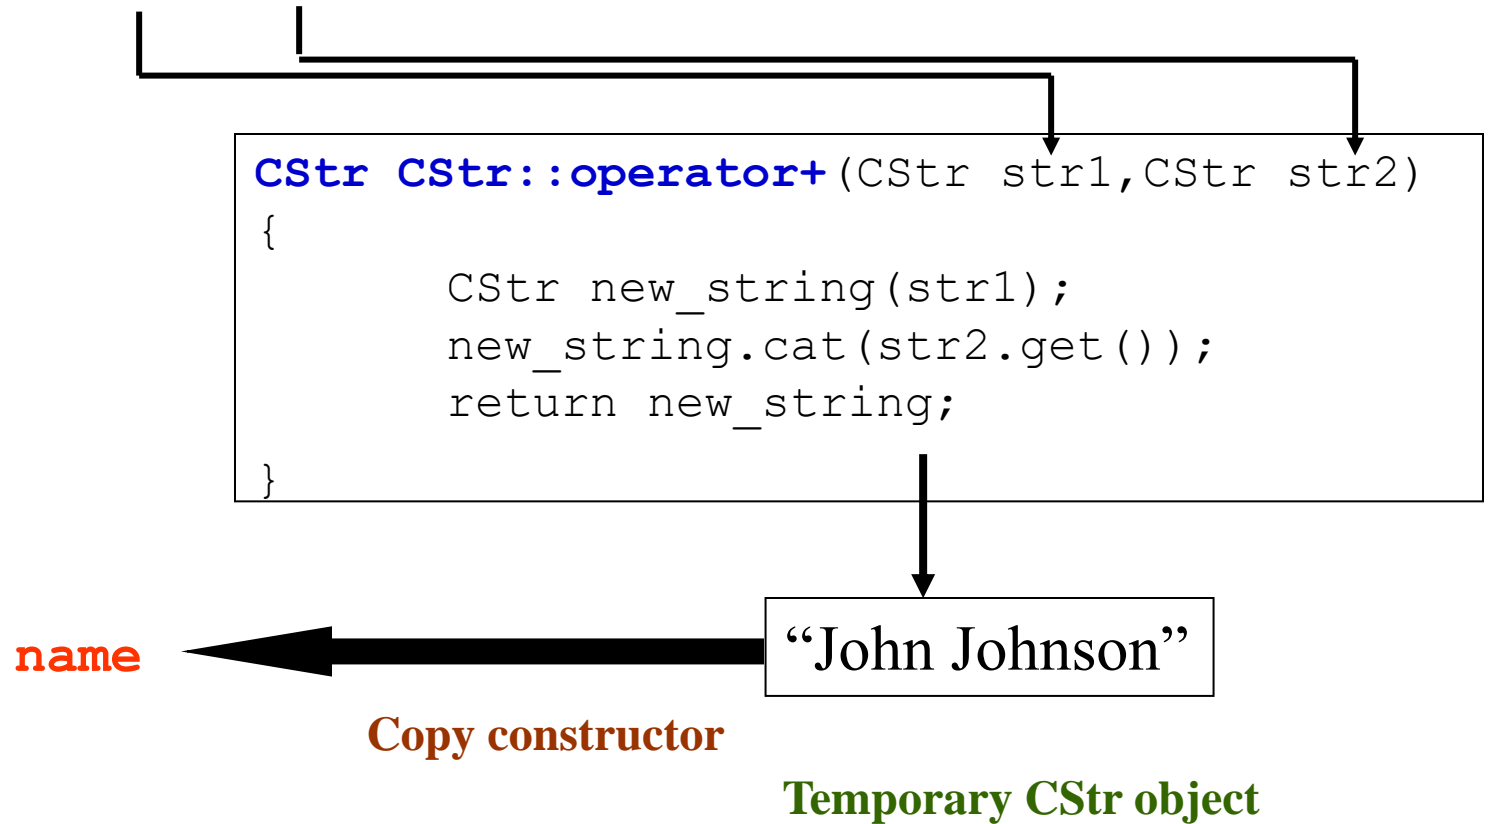 CStr CStr::operator+(CStr str1,CStr str2)
{
CStr new_string(str1);
new_string.cat(str2.get());
return new_string;
}
“John Johnson”
name
Copy constructor
Temporary CStr object